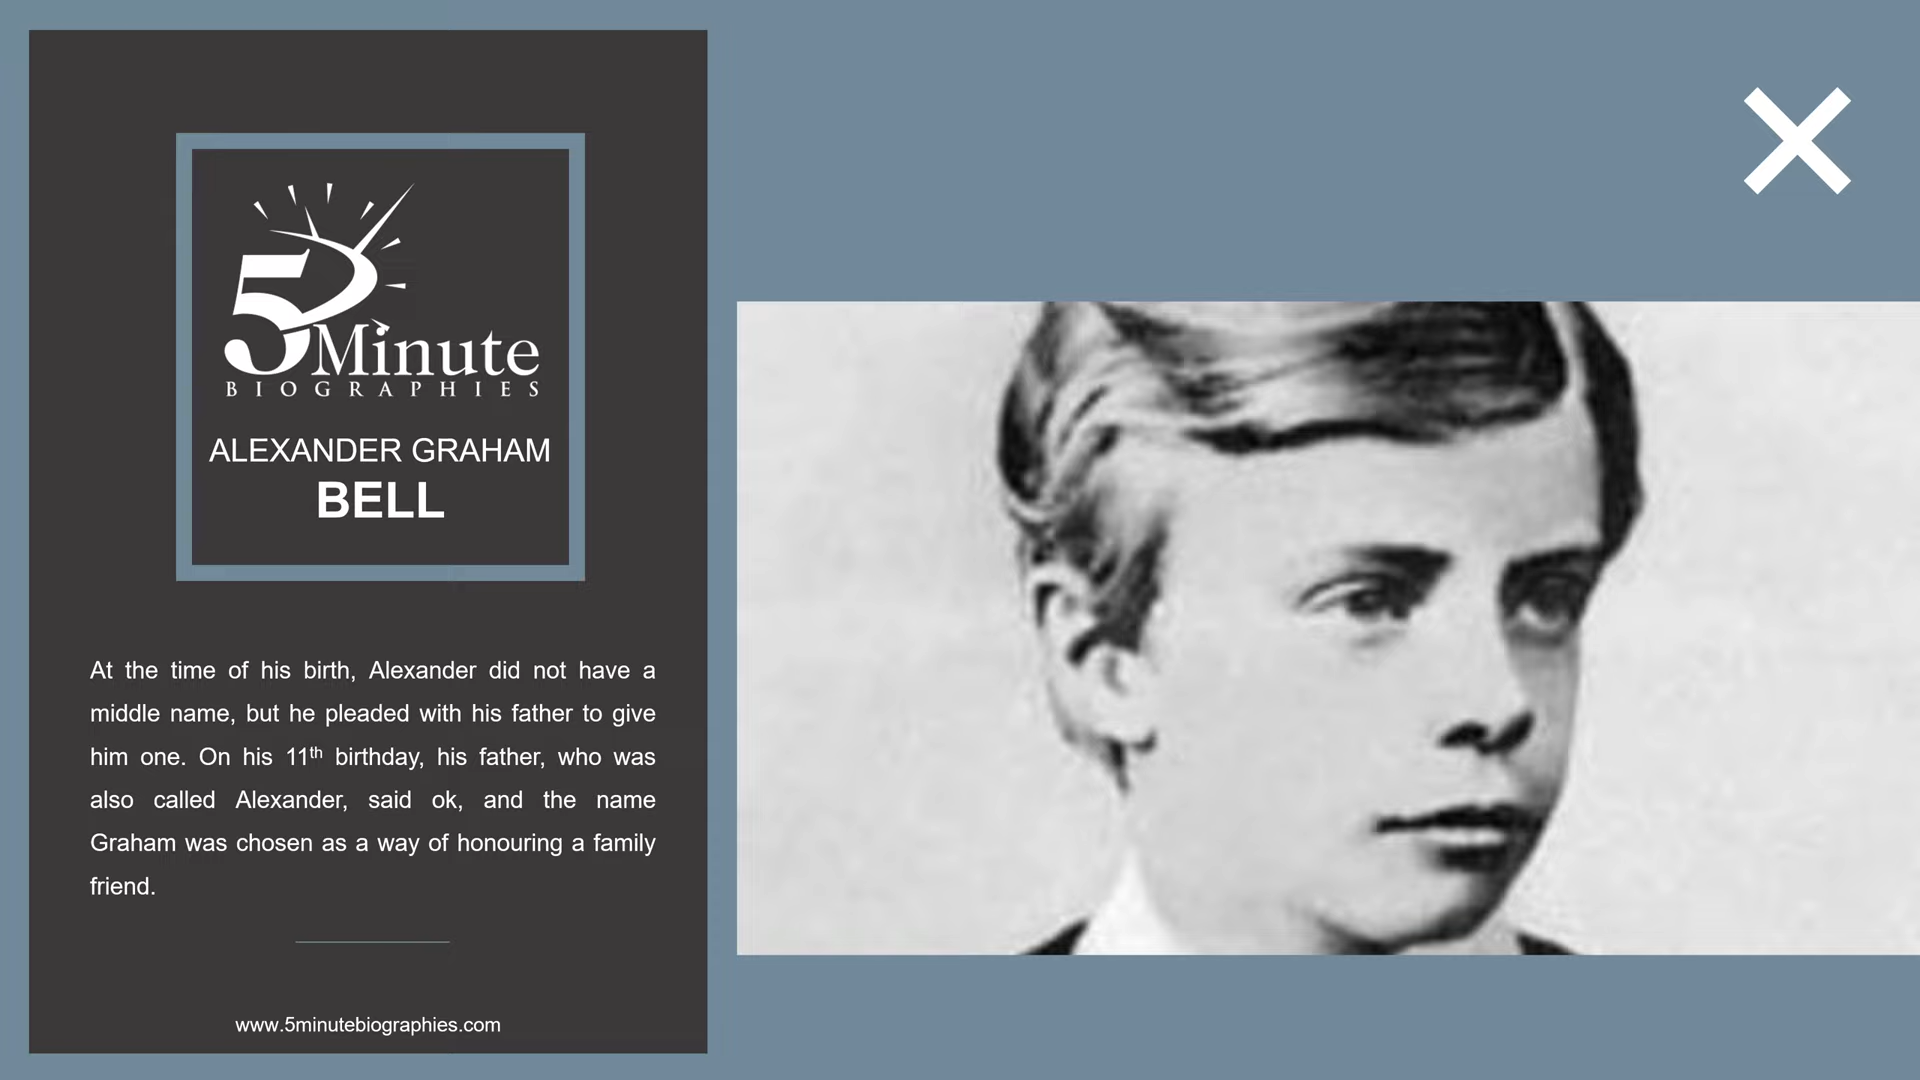 5 Minute
BIOGRAPHIES
ALEXANDER GRAHAM
BELL
At the time of his birth, Alexander did not have a
middle name, but he pleaded with his father to give
him one. On his 11th birthday, his father, who was
also called Alexander, said ok, and the name
Graham was chosen as a way of honouring a family
friend.
www.5minutebiographies.com